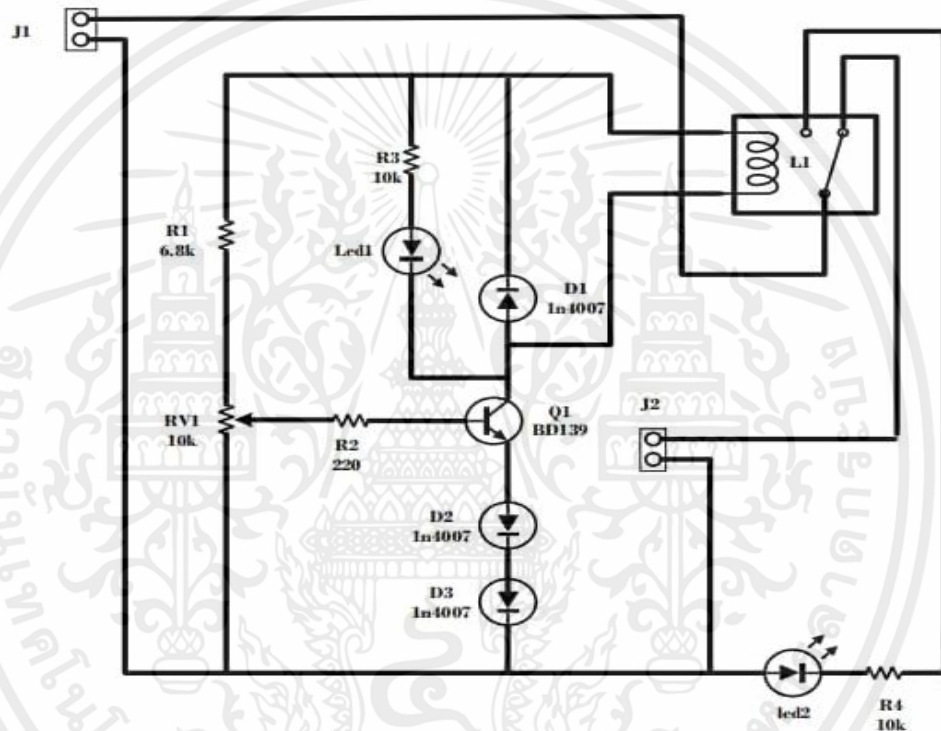 J1
R3
10k
L1
R1
6.8k
Led1
D1
1n4007
RV1
10k
R2
220
Q1
BD139
J2
D2
1n4007
D3
1n4007
led2
R4
10k